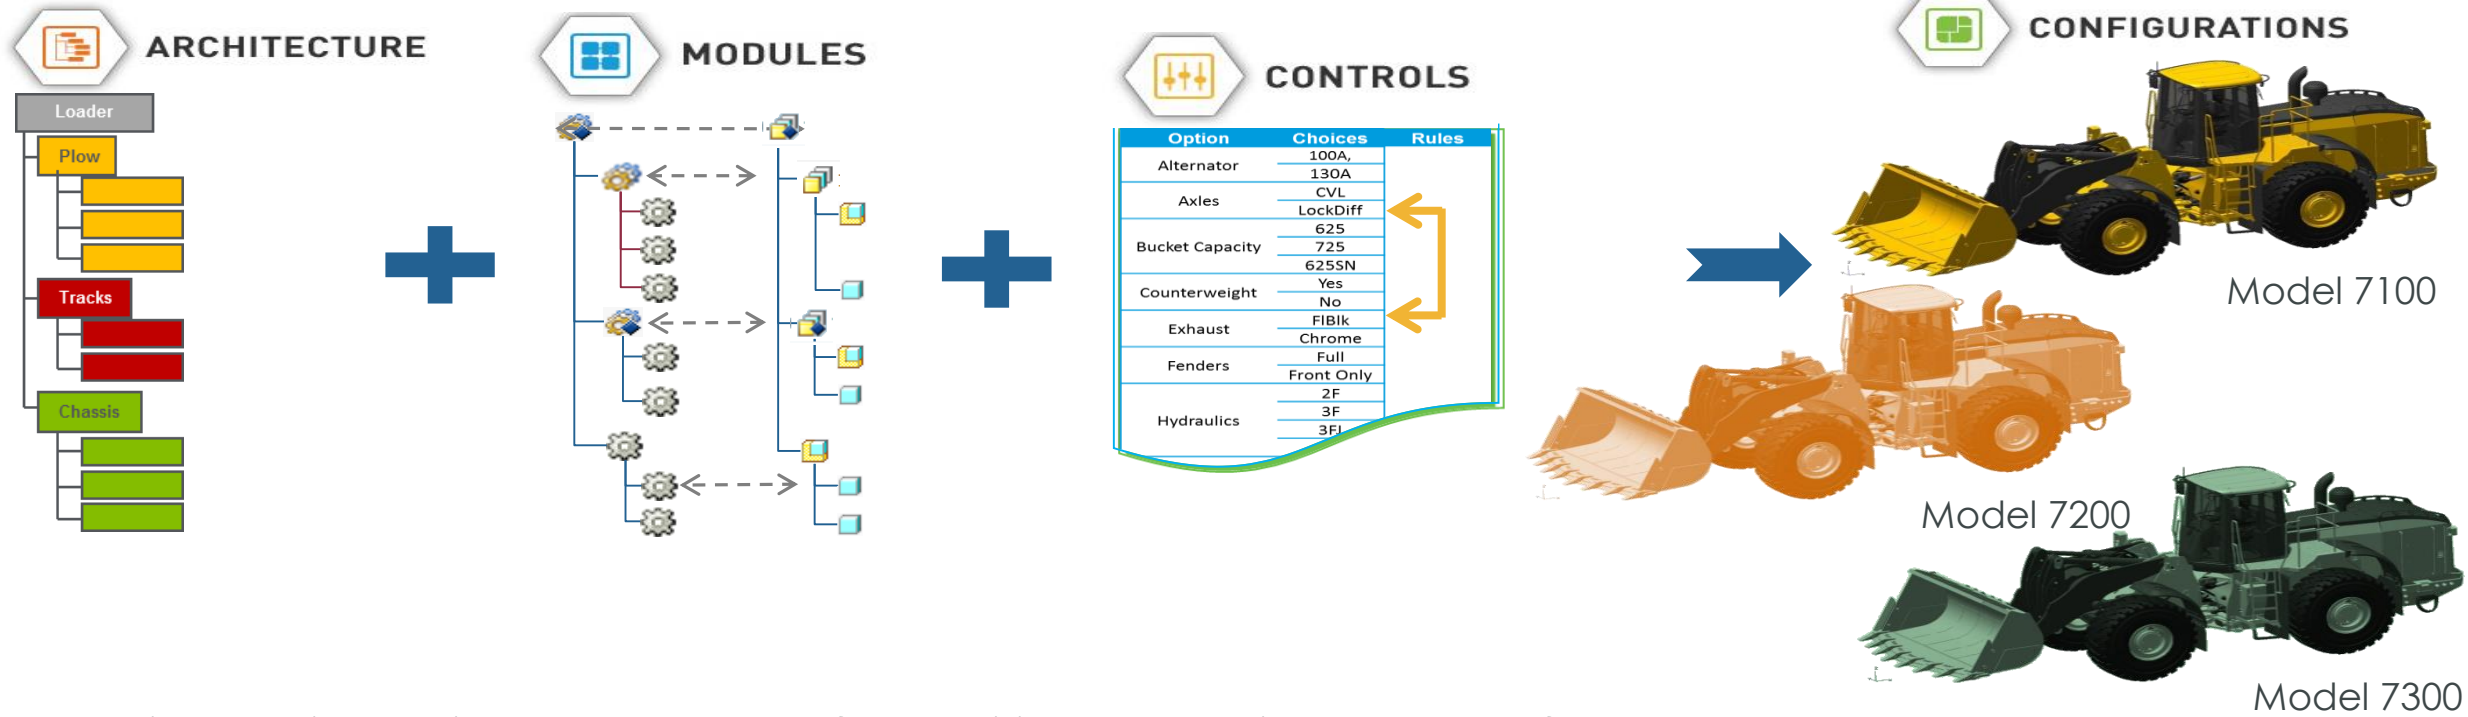 ARCHITECTURE
Loader
Plow
Tracks
Chassis
MODULES
CONTROLS
Option Choices Rules
Alternator
100A,
130A
Axles
CVL
LockDiff
Bucket Capacity
625
725
625SN
Counterweight
Yes
No
Exhaust
FlBlk
Chrome
Fenders
Full
Front Only
Hydraulics
2F
3F
CONFIGURATIONS
Model 7100
Model 7200
Model 7300